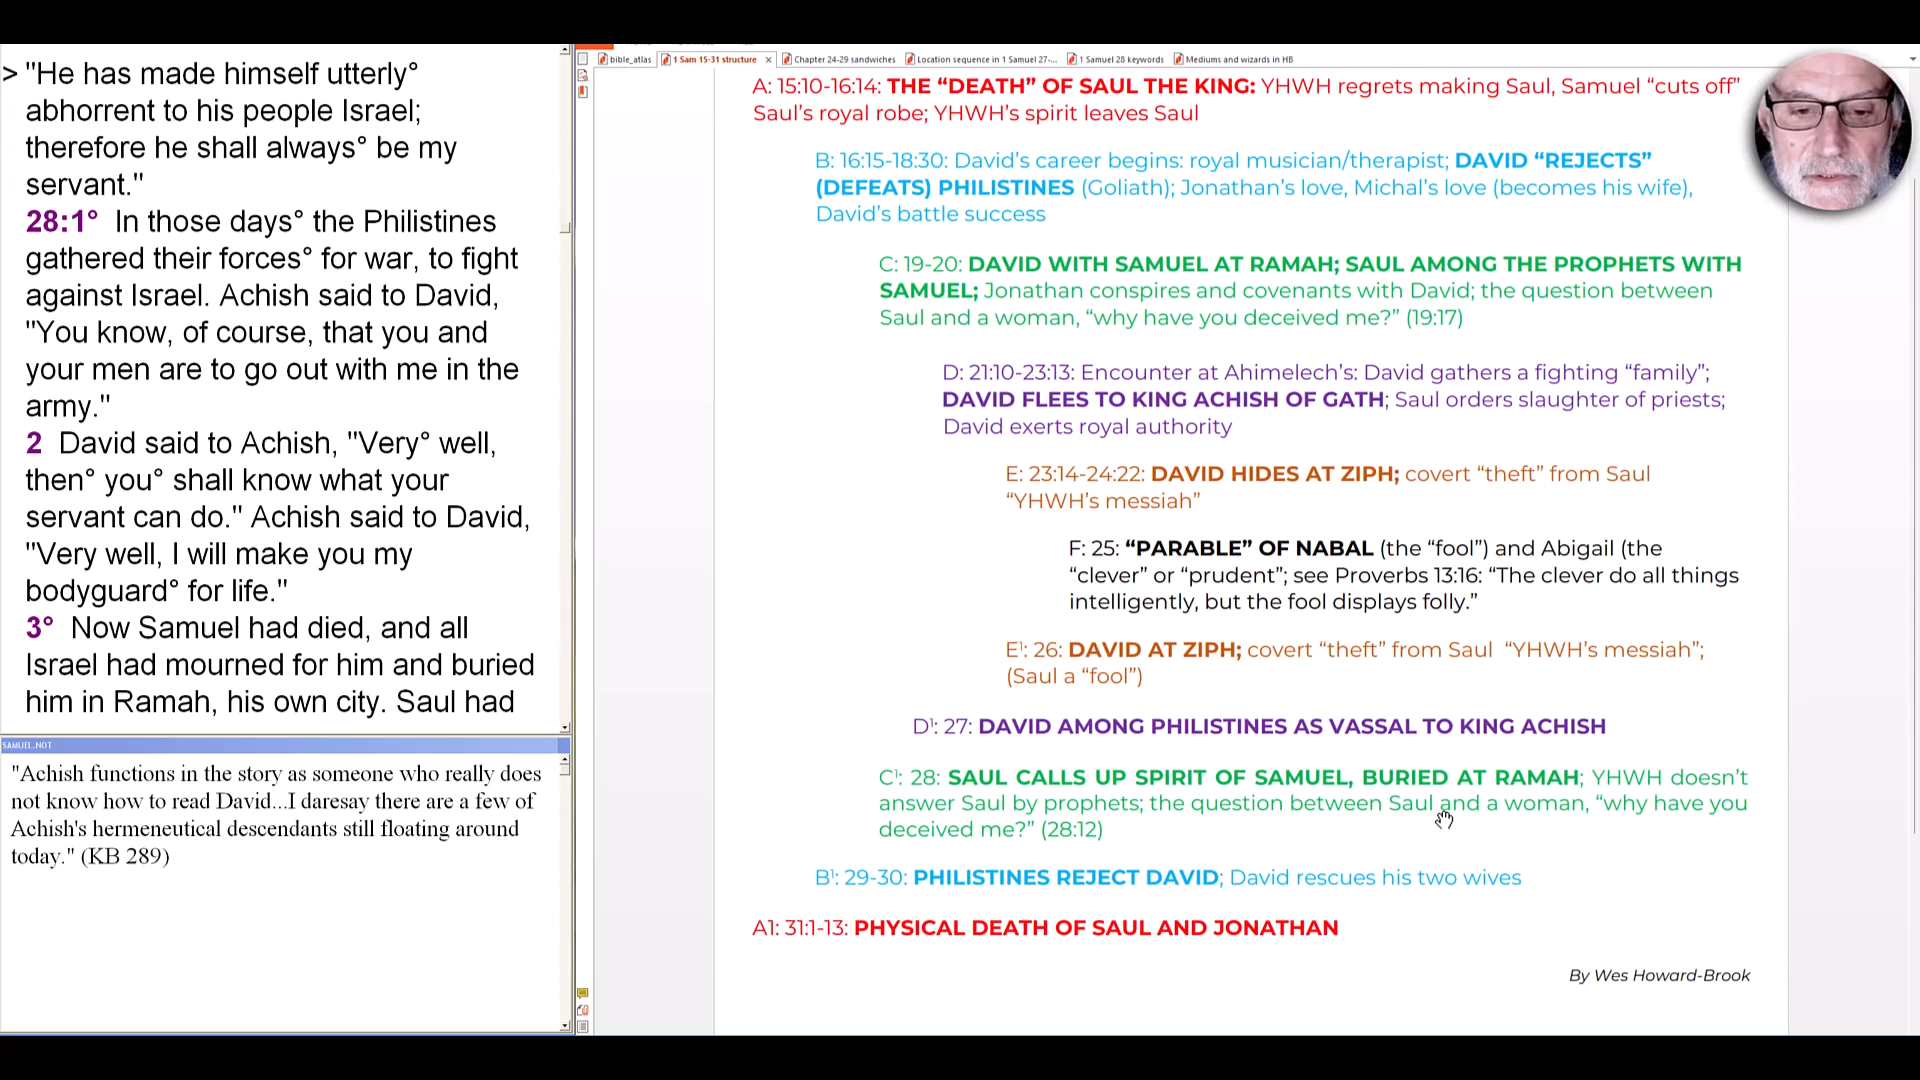 > "He has made himself utterly°
abhorrent to his people Israel;
therefore he shall always° be my
servant."
28:1° In those days° the Philistines
gathered their forces° for war, to fight
against Israel. Achish said to David,
"You know, of course, that you and
your men are to go out with me in the
army."
2 David said to Achish, "Very° well,
then° you° shall know what your
servant can do." Achish said to David,
"Very well, I will make you my
bodyguard° for life."
3° Now Samuel had died, and all
Israel had mourned for him and buried
him in Ramah, his own city. Saul had
SAMUEL.NOT
"Achish functions in the story as someone who really does
not know how to read David...I daresay there are a few of
Achish's hermeneutical descendants still floating around
today." (KB 289)
bible_atlas
1 Sam 15-31 structure
Chapter 24-29 sandwiches
Location sequence in 1 Samuel 27-...
1 Samuel 28 keywords
Mediums and wizards in HB
A: 15:10-16:14: THE “DEATH” OF SAUL THE KING: YHWH regrets making Saul, Samuel “cuts off”
Saul’s royal robe; YHWH’s spirit leaves Saul
B: 16:15-18:30: David’s career begins: royal musician/therapist; DAVID “REJECTS”
(DEFEATS) PHILISTINES (Goliath); Jonathan’s love, Michal’s love (becomes his wife),
David’s battle success
C: 19-20: DAVID WITH SAMUEL AT RAMAH; SAUL AMONG THE PROPHETS WITH
SAMUEL; Jonathan conspires and covenants with David; the question between
Saul and a woman, “why have you deceived me?” (19:17)
D: 21:10-23:13: Encounter at Ahimelech’s: David gathers a fighting “family”;
DAVID FLEES TO KING ACHISH OF GATH; Saul orders slaughter of priests;
David exerts royal authority
E: 23:14-24:22: DAVID HIDES AT ZIPH; covert “theft” from Saul
“YHWH’s messiah”
F: 25: “PARABLE” OF NABAL (the “fool”) and Abigail (the
“clever” or “prudent”; see Proverbs 13:16: “The clever do all things
intelligently, but the fool displays folly.”
E¹: 26: DAVID AT ZIPH; covert “theft” from Saul “YHWH’s messiah”;
(Saul a “fool”)
D¹: 27: DAVID AMONG PHILISTINES AS VASSAL TO KING ACHISH
C¹: 28: SAUL CALLS UP SPIRIT OF SAMUEL, BURIED AT RAMAH; YHWH doesn’t
answer Saul by prophets; the question between Saul and a woman, “why have you
deceived me?” (28:12)
B¹: 29-30: PHILISTINES REJECT DAVID; David rescues his two wives
A1: 31:1-13: PHYSICAL DEATH OF SAUL AND JONATHAN
By Wes Howard-Brook